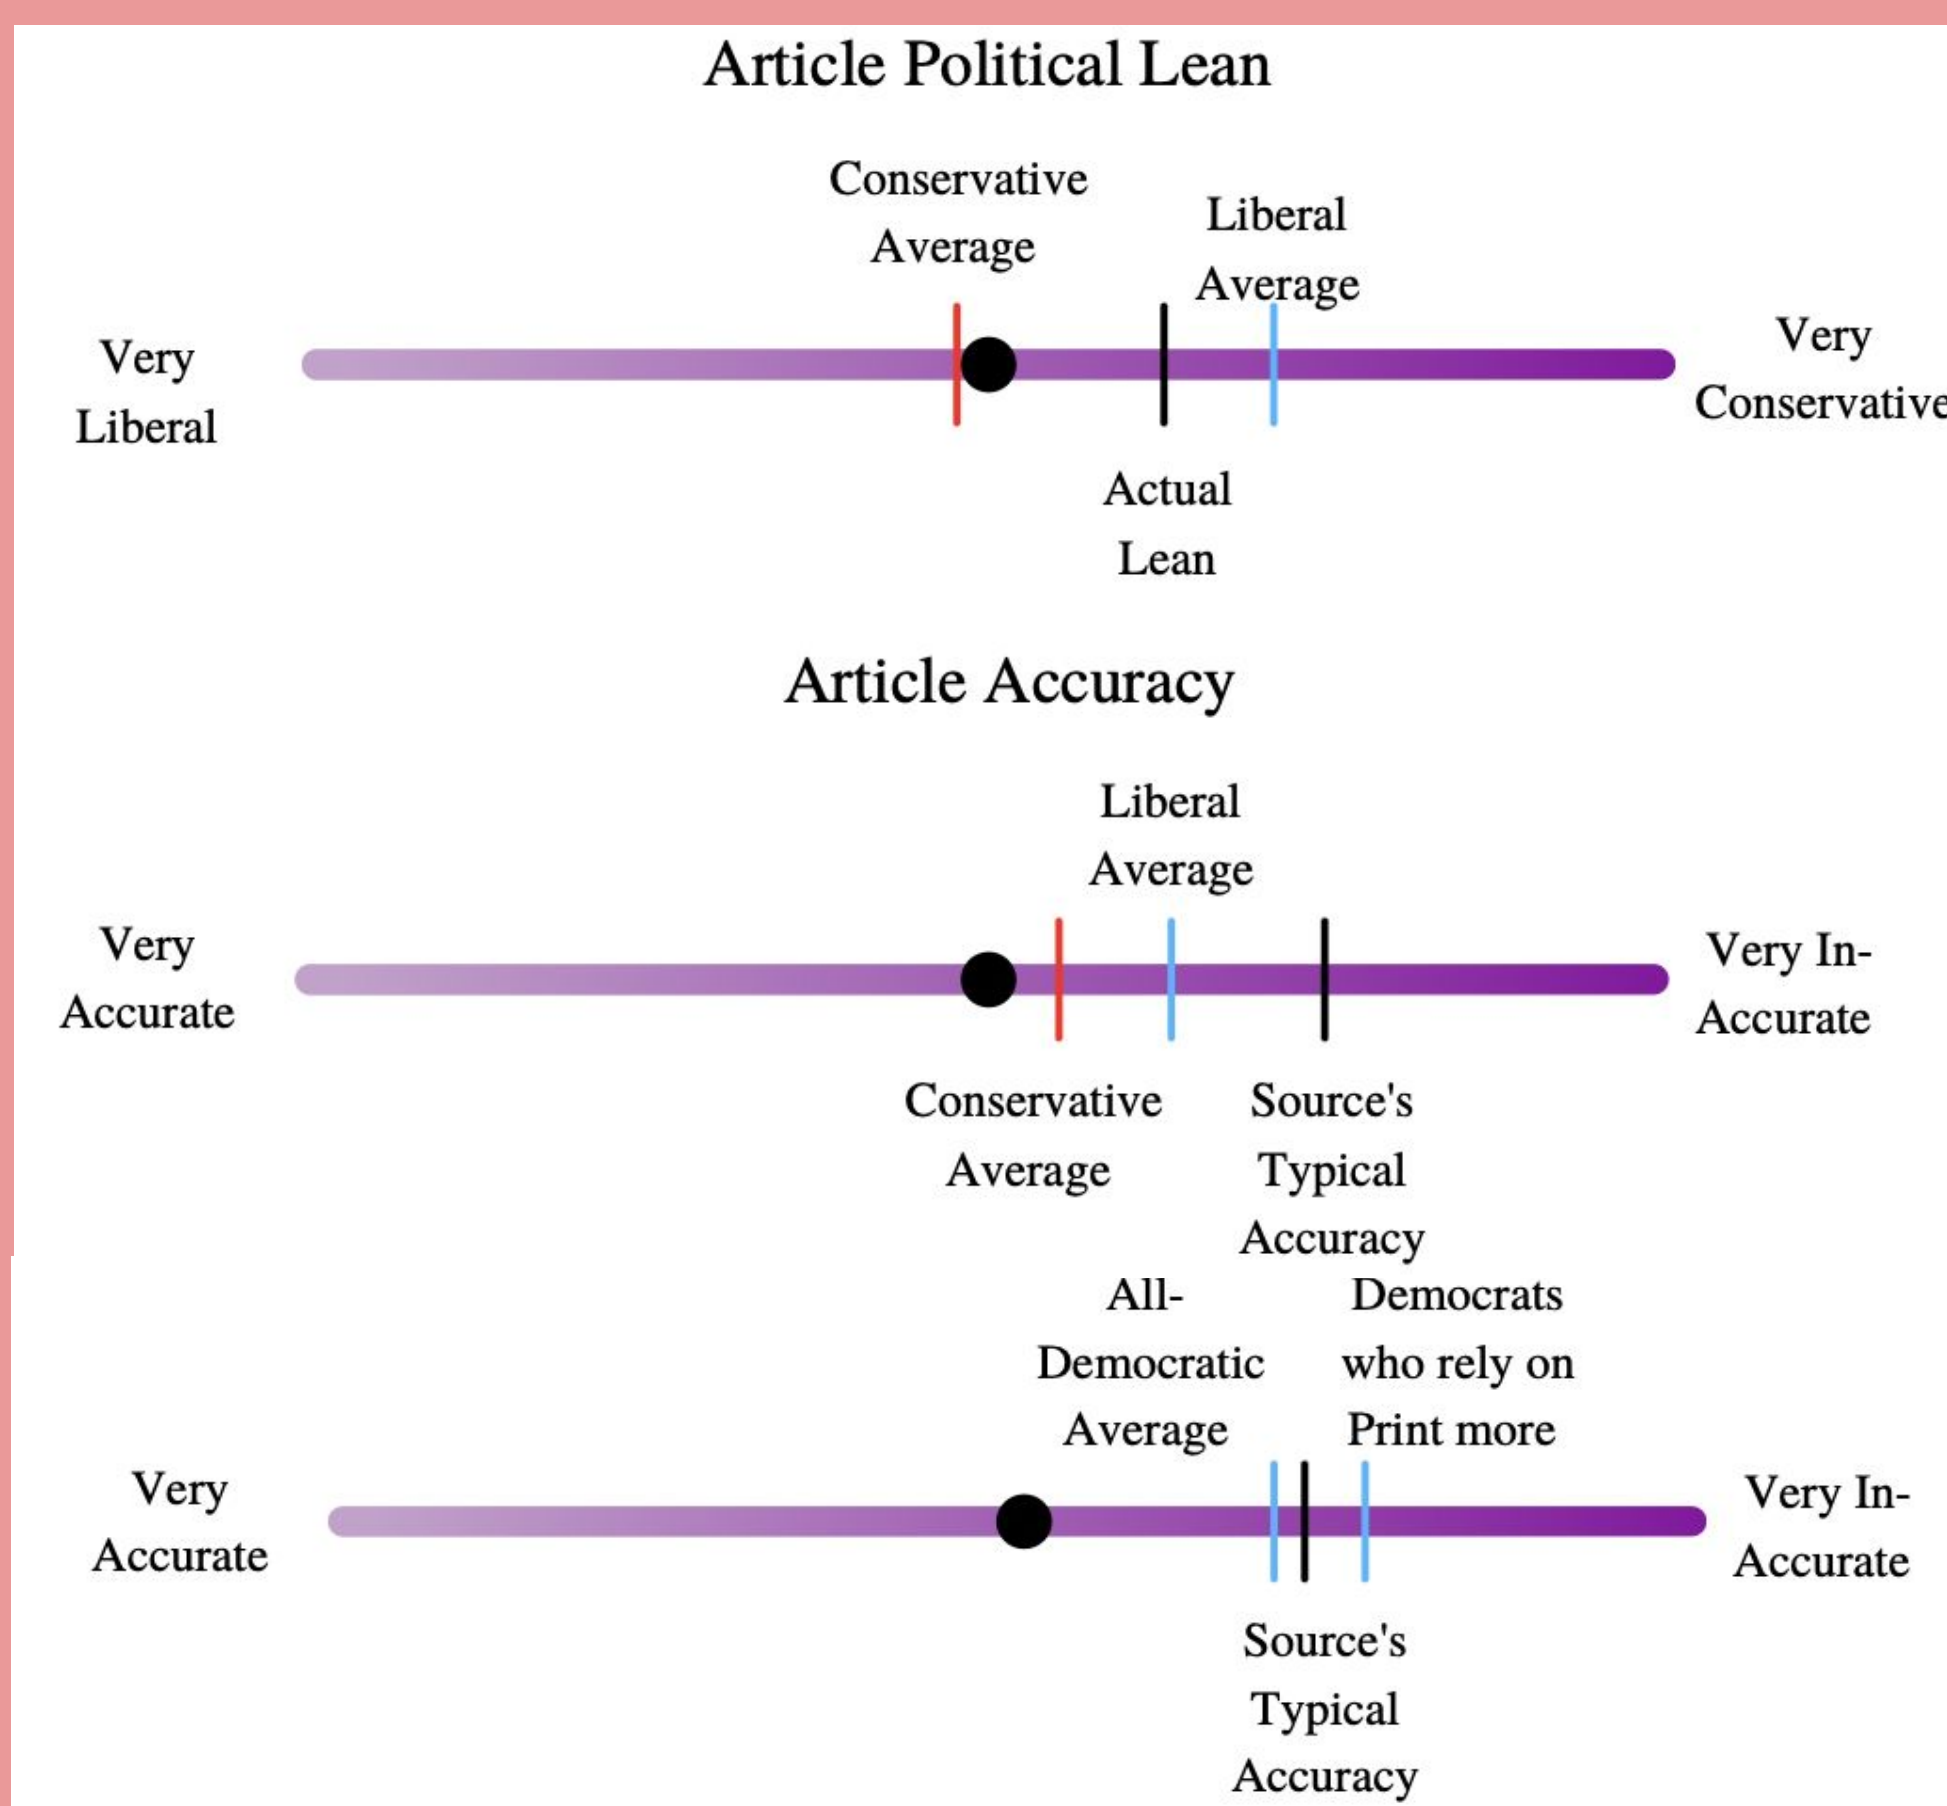 Article Political Lean
Conservative
Average
Liberal
Average
Very
Liberal
Very
Conservative
Actual
Lean
Article Accuracy
Liberal
Average
Very
Accurate
Very In-
Accurate
Conservative
Average
Source's
Typical
Accuracy
All-
Democratic
Average
Democrats
who rely on
Print more
Very
Accurate
Very In-
Accurate
Source's
Typical
Accuracy